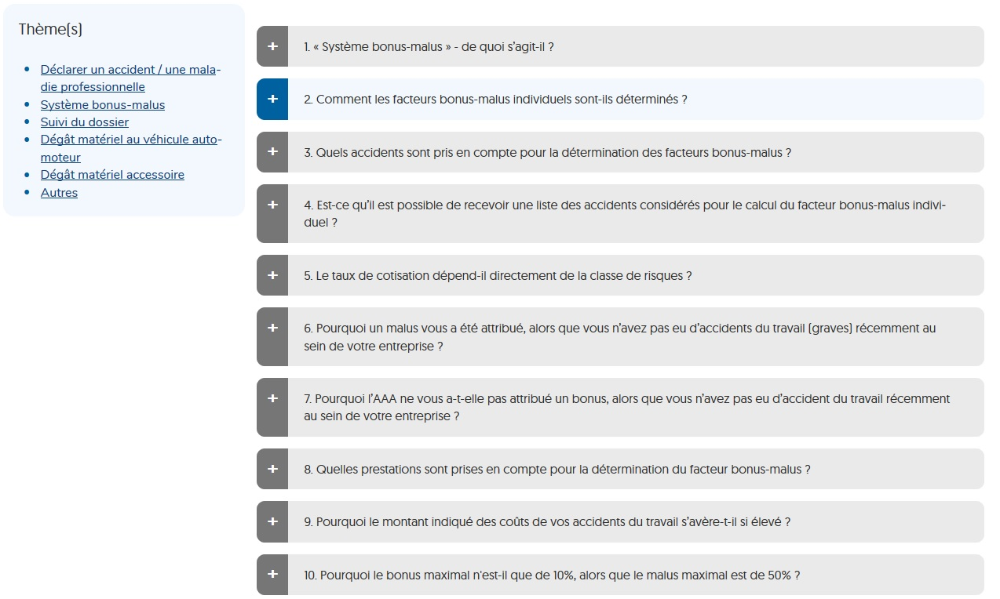 Thème(s)
Déclarer un accident / une mala-
die professionnelle
Système bonus-malus
Suivi du dossier
Dégât matériel au véhicule auto-
moteur
Dégât matériel accessoire
Autres
1. « Système bonus-malus » - de quoi s'agit-il ?
2. Comment les facteurs bonus-malus individuels sont-ils déterminés ?
3. Quels accidents sont pris en compte pour la détermination des facteurs bonus-malus ?
4. Est-ce qu'il est possible de recevoir une liste des accidents considérés pour le calcul du facteur bonus-malus indivi-
duel ?
5. Le taux de cotisation dépend-il directement de la classe de risques ?
6. Pourquoi un malus vous a été attribué, alors que vous n'avez pas eu d'accidents du travail (graves) récemment au
sein de votre entreprise ?
7. Pourquoi l'AAA ne vous a-t-elle pas attribué un bonus, alors que vous n'avez pas eu d'accident du travail récemment
au sein de votre entreprise ?
8. Quelles prestations sont prises en compte pour la détermination du facteur bonus-malus ?
9. Pourquoi le montant indiqué des coûts de vos accidents du travail s'avère-t-il si élevé ?
10. Pourquoi le bonus maximal n'est-il que de 10%, alors que le malus maximal est de 50% ?